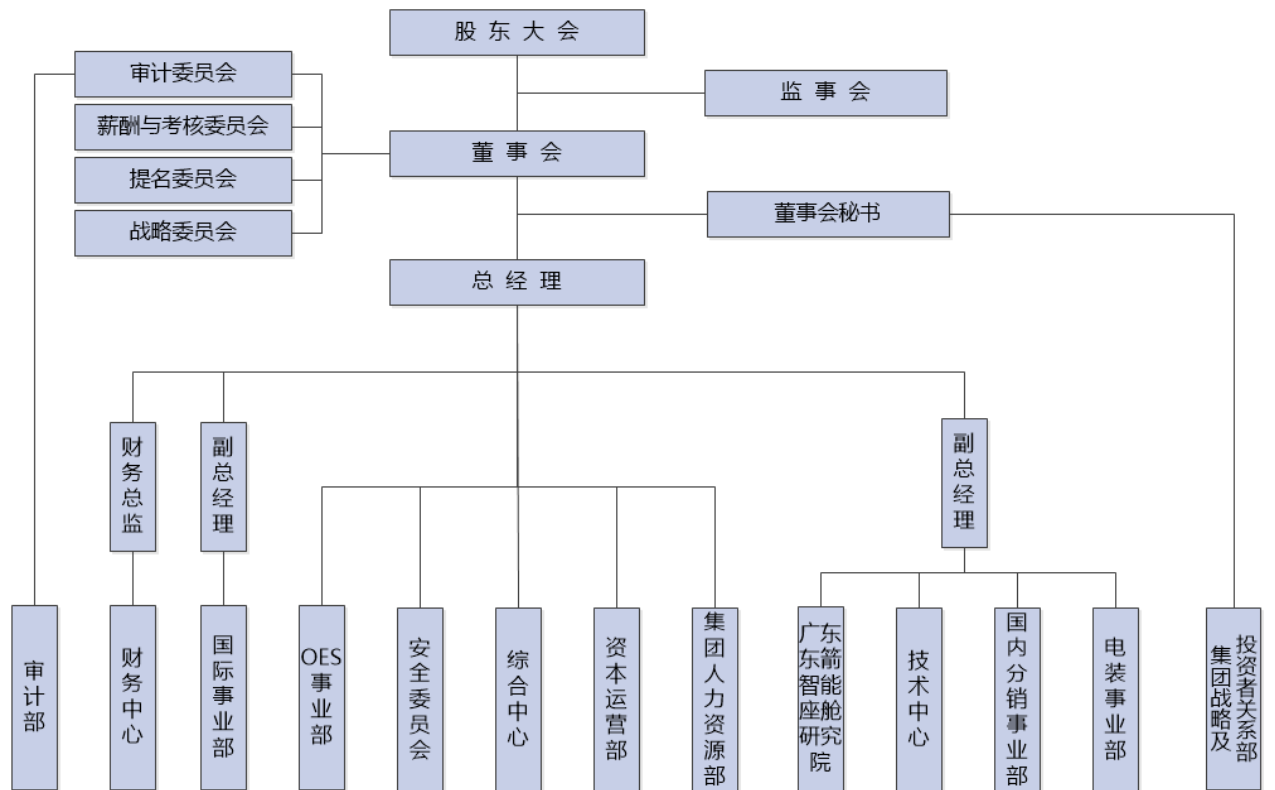 股东大会
审计委员会
监事会
薪酬与考核委员会
董事会
提名委员会
董事会秘书
战略委员会
总经理
财务总监
副总经理
副总经理
审计部
财务中心
国际事业部
OES事业部
安全委员会
综合中心
资本运营部
集团人力资源部
广东东箭智能座舱研究院
技术中心
国内分销事业部
电装事业部
集团战略及投资者关系部